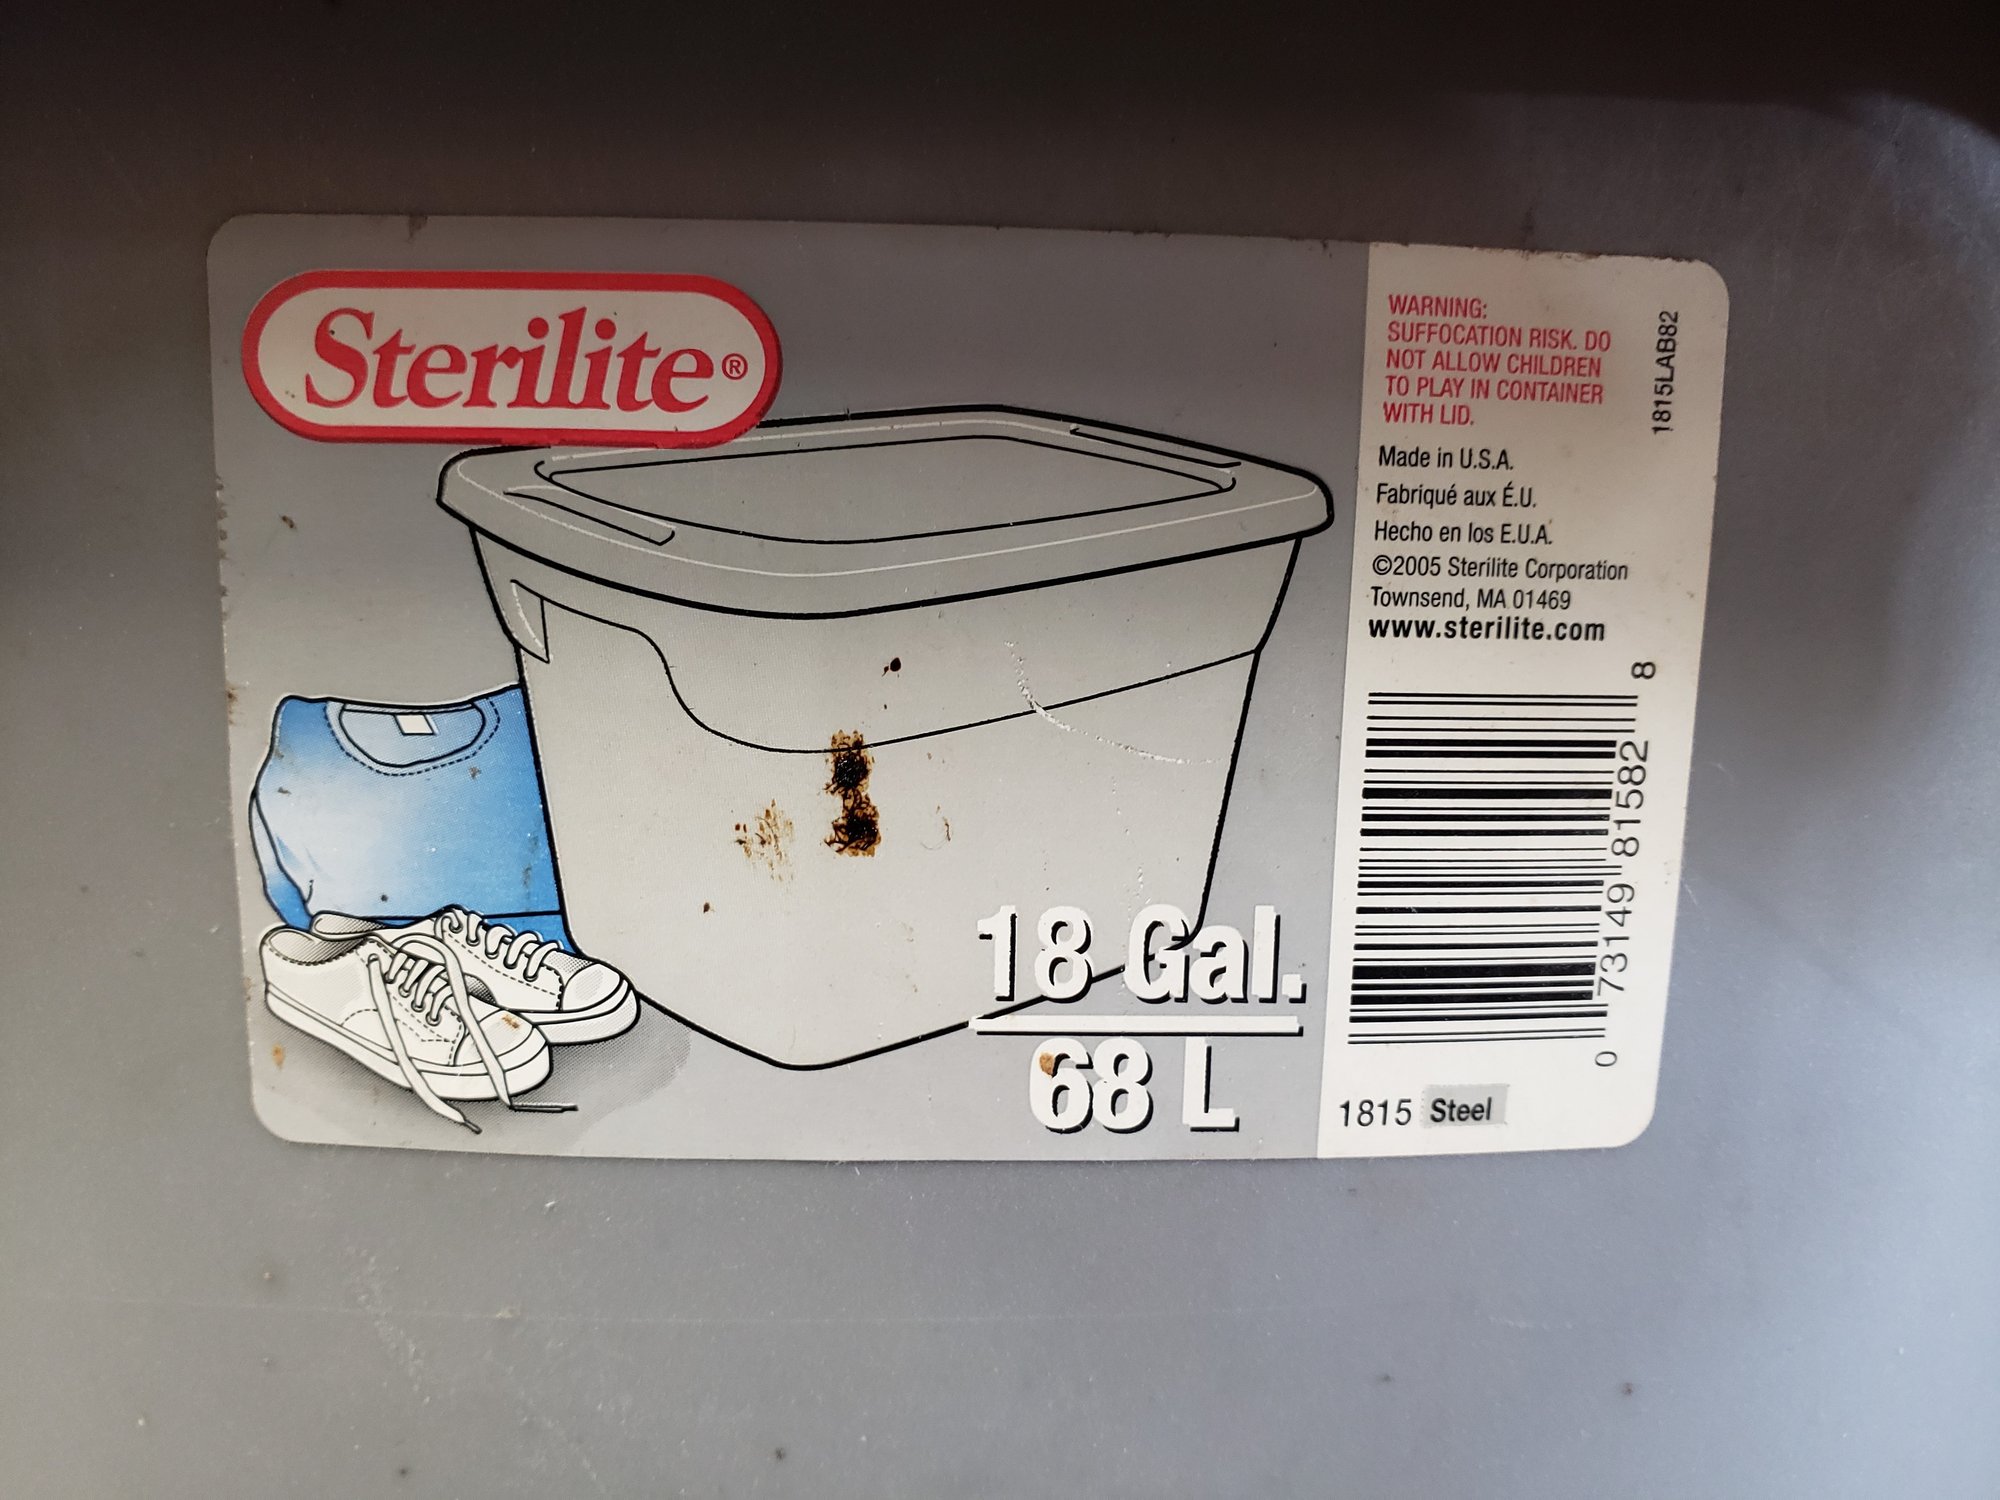 Sterilite®
18 Gal.
68 L
WARNING:
SUFFOCATION RISK. DO
NOT ALLOW CHILDREN
TO PLAY IN CONTAINER
WITH LID.
1815LAB82
Made in U.S.A.
Fabriqué aux É.U.
Hecho en los E.U.A.
©2005 Sterilite Corporation
Townsend, MA 01469
www.sterilite.com
0 73149 81582 8
1815 Steel